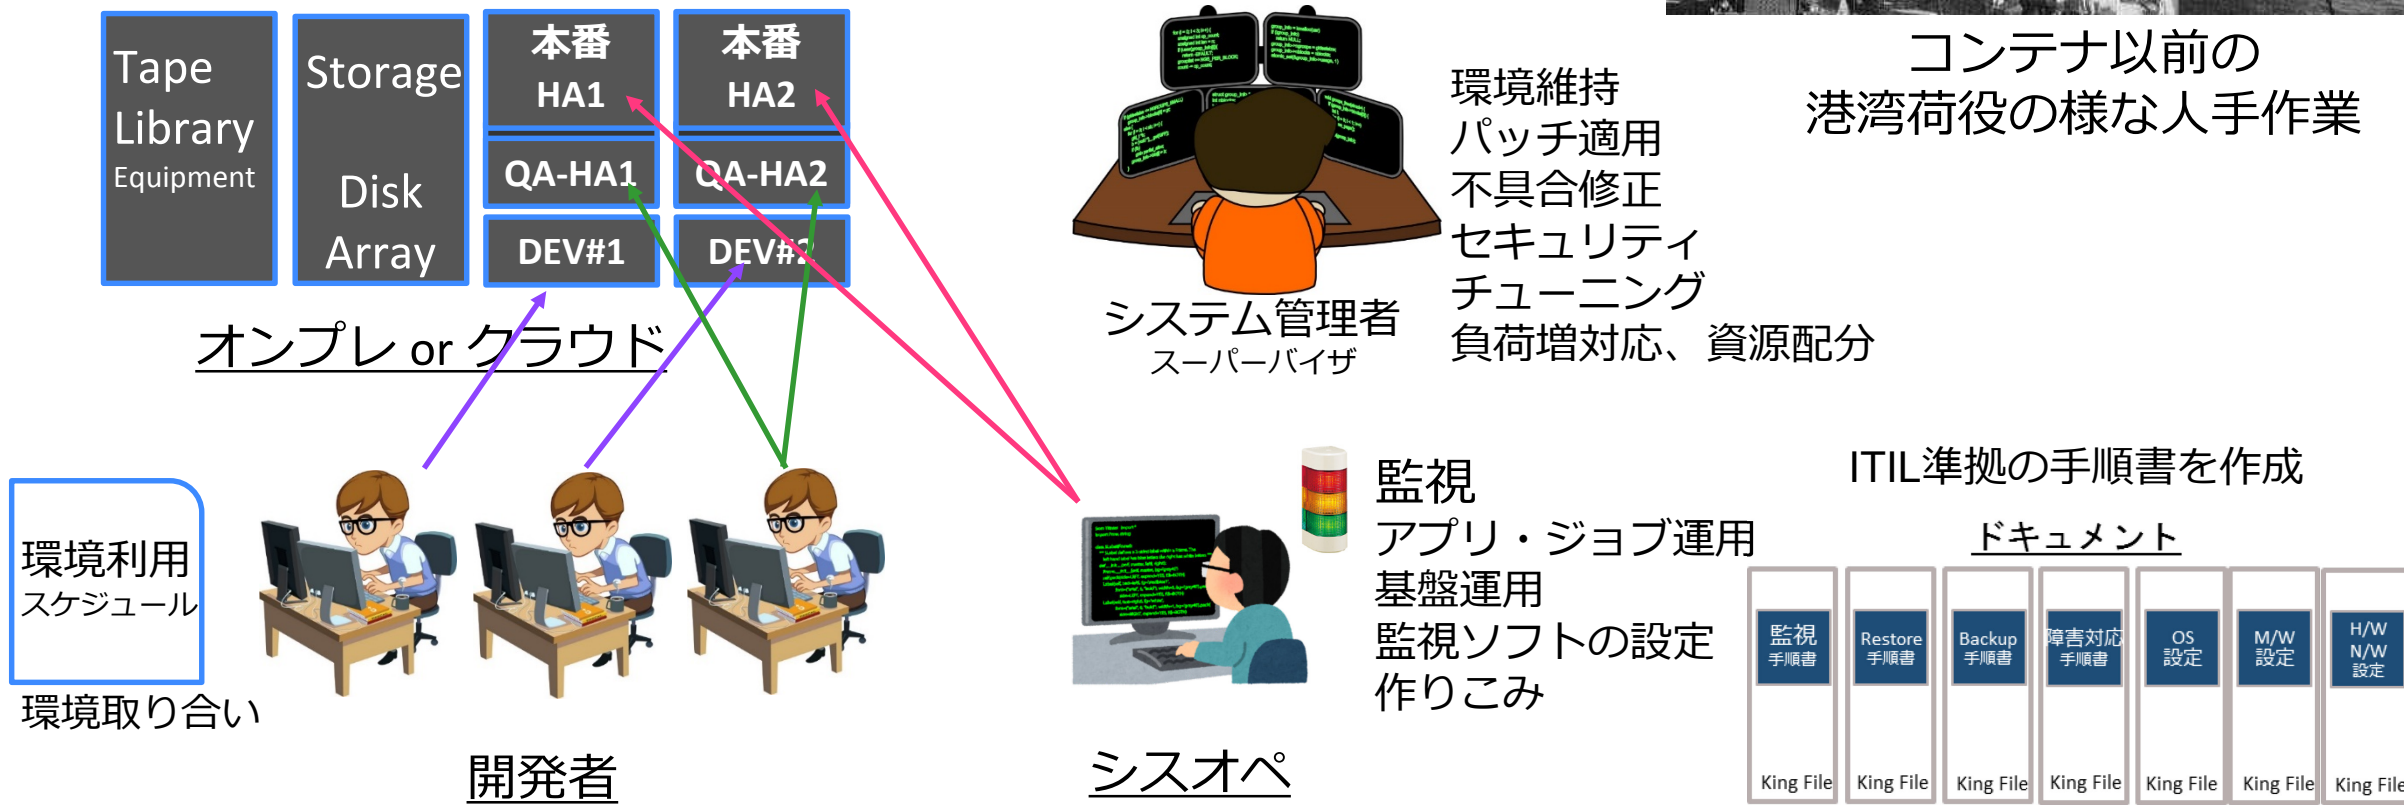 Tape
Library
Equipment
Storage
Disk
Array
本番
HA1
本番
HA2
QA-HA1
QA-HA2
DEV#1
DEV#2
オンプレ or クラウド
システム管理者
スーパーバイザ
環境維持
パッチ適用
不具合修正
セキュリティ
チューニング
負荷増対応、資源配分
コンテナ以前の
港湾荷役の様な人手作業
環境利用
スケジュール
環境取り合い
開発者
シスオペ
監視
アプリ・ジョブ運用
基盤運用
監視ソフトの設定
作りこみ
ITIL準拠の手順書を作成
ドキュメント
監視
手順書
King File
Restore
手順書
King File
Backup
手順書
King File
障害対応
手順書
King File
OS
設定
King File
M/W
設定
King File
H/W
N/W
設定
King File